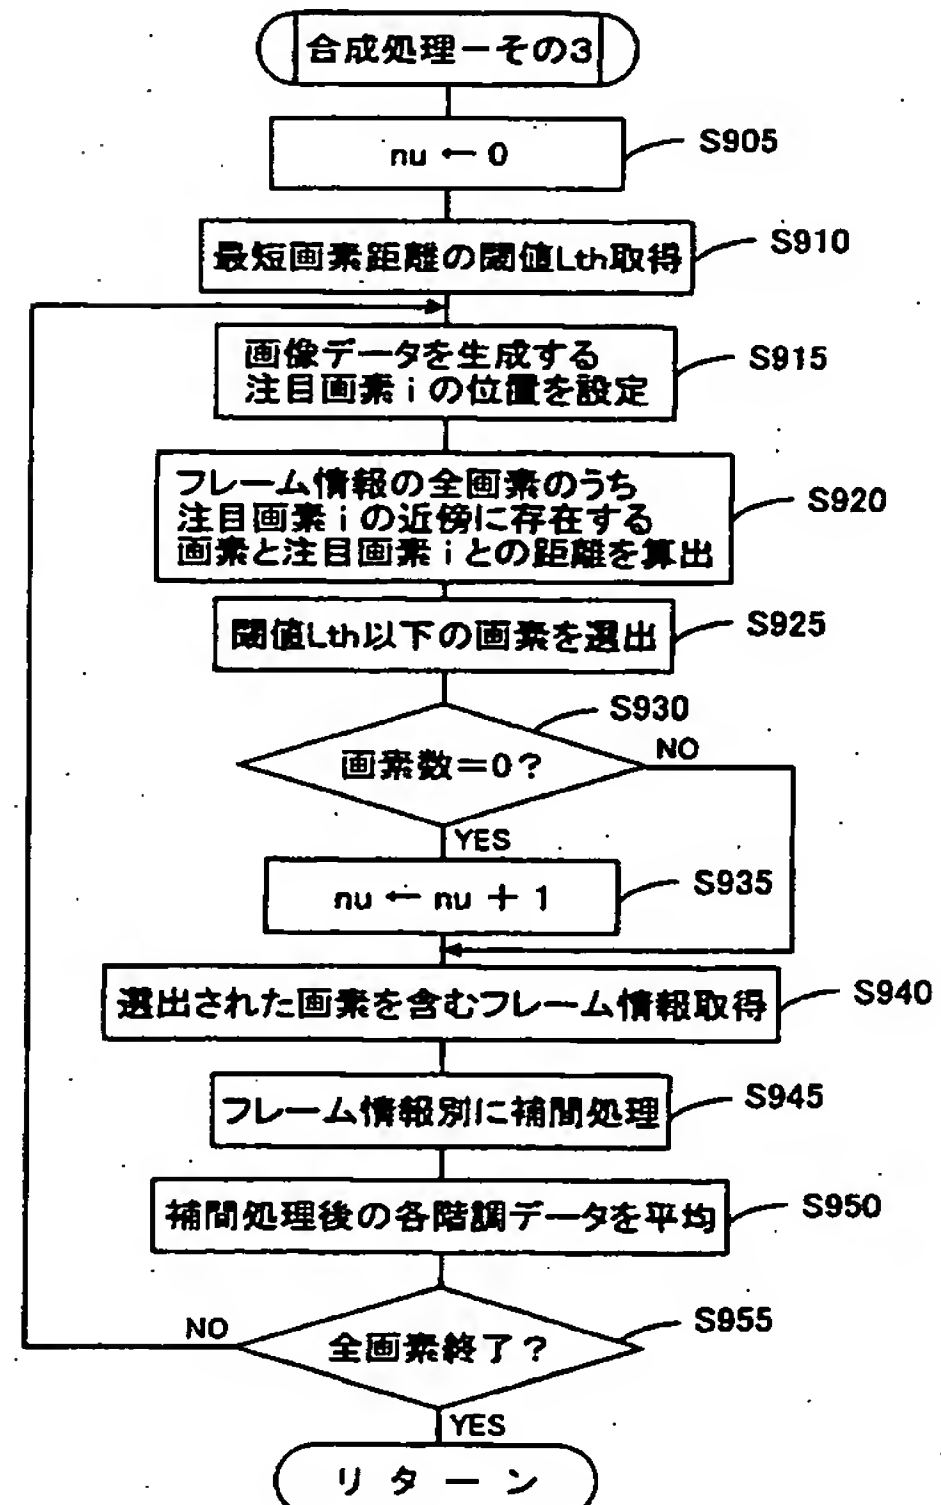 合成処理－その3
nu ← 0
S905
最短画素距離の閾値Lth取得
S910
画像データを生成する
注目画素 i の位置を設定
S915
フレーム情報の全画素のうち
注目画素 i の近傍に存在する
画素と注目画素 i との距離を算出
S920
閾値Lth以下の画素を選出
S925
S930
画素数＝0？
NO
YES
nu ← nu ＋ 1
S935
選出された画素を含むフレーム情報取得
S940
フレーム情報別に補間処理
S945
補間処理後の各階調データを平均
S950
NO
全画素終了？
S955
YES
リターン